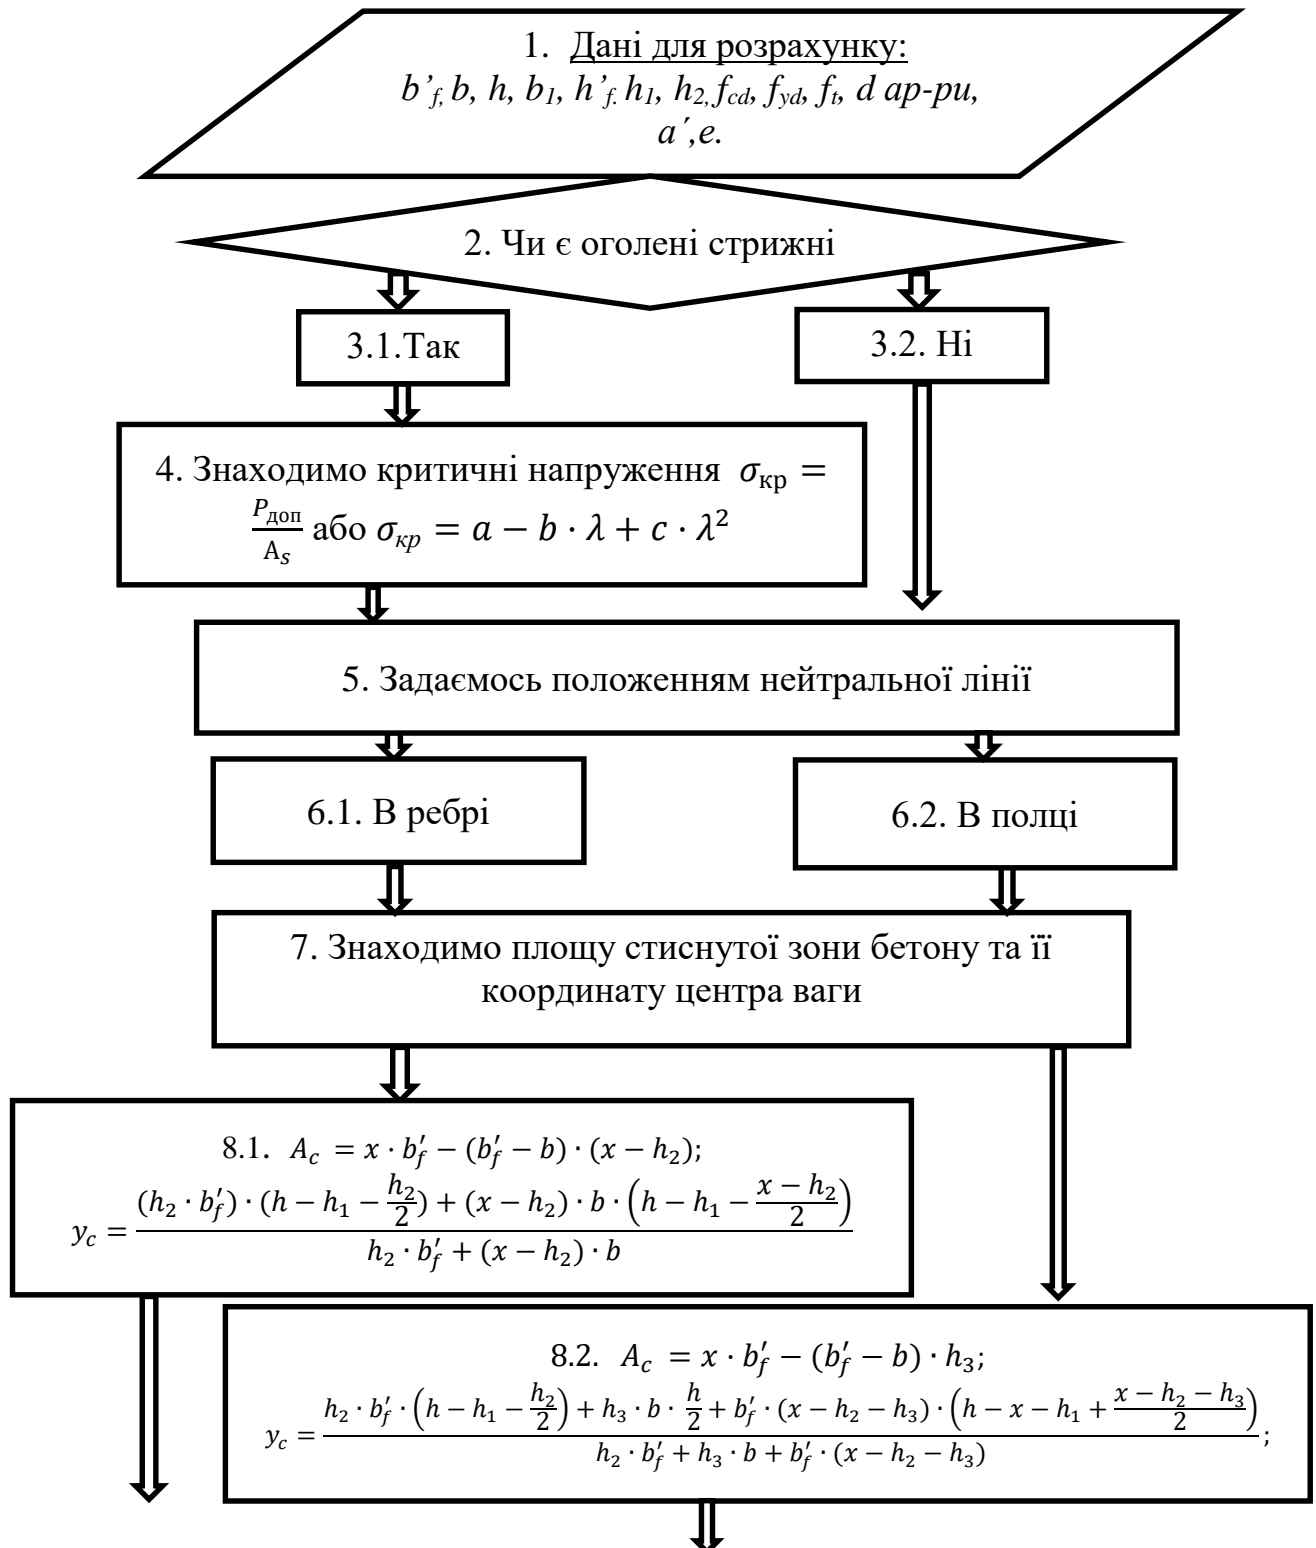 1. Дані для розрахунку:
b’f, b, h, b1, h’f. h1, h2, fcd, fyd, ft, d ар-ри,
a´,e.
2. Чи є оголені стрижні
3.1.Так
3.2. Ні
4. Знаходимо критичні напруження σкр =
Pдоп/As або σкр = a − b · λ + c · λ²
5. Задаємось положенням нейтральної лінії
6.1. В ребрі
6.2. В полці
7. Знаходимо площу стиснутої зони бетону та її
координату центра ваги
8.1. Ac = x · b′f − (b′f − b) · (x − h2);
yc = ((h2 · b′f) · (h − h1 − h2/2) + (x − h2) · b · (h − h1 − (x − h2)/2)) / (h2 · b′f + (x − h2) · b)
8.2. Ac = x · b′f − (b′f − b) · h3;
yc = (h2 · b′f · (h − h1 − h2/2) + h3 · b · h/2 + b′f · (x − h2 − h3) · (h − x − h1 + (x − h2 − h3)/2)) / (h2 · b′f + h3 · b + b′f · (x − h2 − h3));